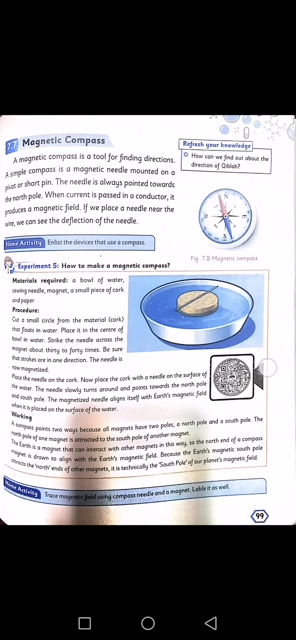 7.7 Magnetic Compass
A magnetic compass is a tool for finding directions.
A simple compass is a magnetic needle mounted on a
pivot or short pin. The needle is always pointed towards
the north pole. When current is passed in a conductor, it
produces a magnetic field. If we place a needle near the
wire, we can see the deflection of the needle.
Refresh your knowledge
How can we find out about the
direction of Qiblah?
Fig. 7.8 Magnetic compass
Home Activity Enlist the devices that use a compass.
Experiment 5: How to make a magnetic compass?
Materials required: a bowl of water,
sewing needle, magnet, a small piece of cork
and paper
Procedure:
Cut a small circle from the material (cork)
that floats in water. Place it in the centre of
bowl in water. Strike the needle across the
magnet about thirty to forty times. Be sure
that strokes are in one direction. The needle is
now magnetized.
Place the needle on the cork. Now place the cork with a needle on the surface of
the water. The needle slowly turns around and points towards the north pole
and south pole. The magnetized needle aligns itself with Earth's magnetic field
when it is placed on the surface of the water.
Working
A compass points two ways because all magnets have two poles, a north pole and a south pole. The
north pole of one magnet is attracted to the south pole of another magnet.
The Earth is a magnet that can interact with other magnets in this way, so the north end of a compass
magnet is drawn to align with the Earth's magnetic field. Because the Earth's magnetic south pole
attracts the 'north' ends of other magnets, it is technically the 'South Pole' of our planet's magnetic field.
Home Activity Trace magnetic field using compass needle and a magnet. Lable it as well.
99